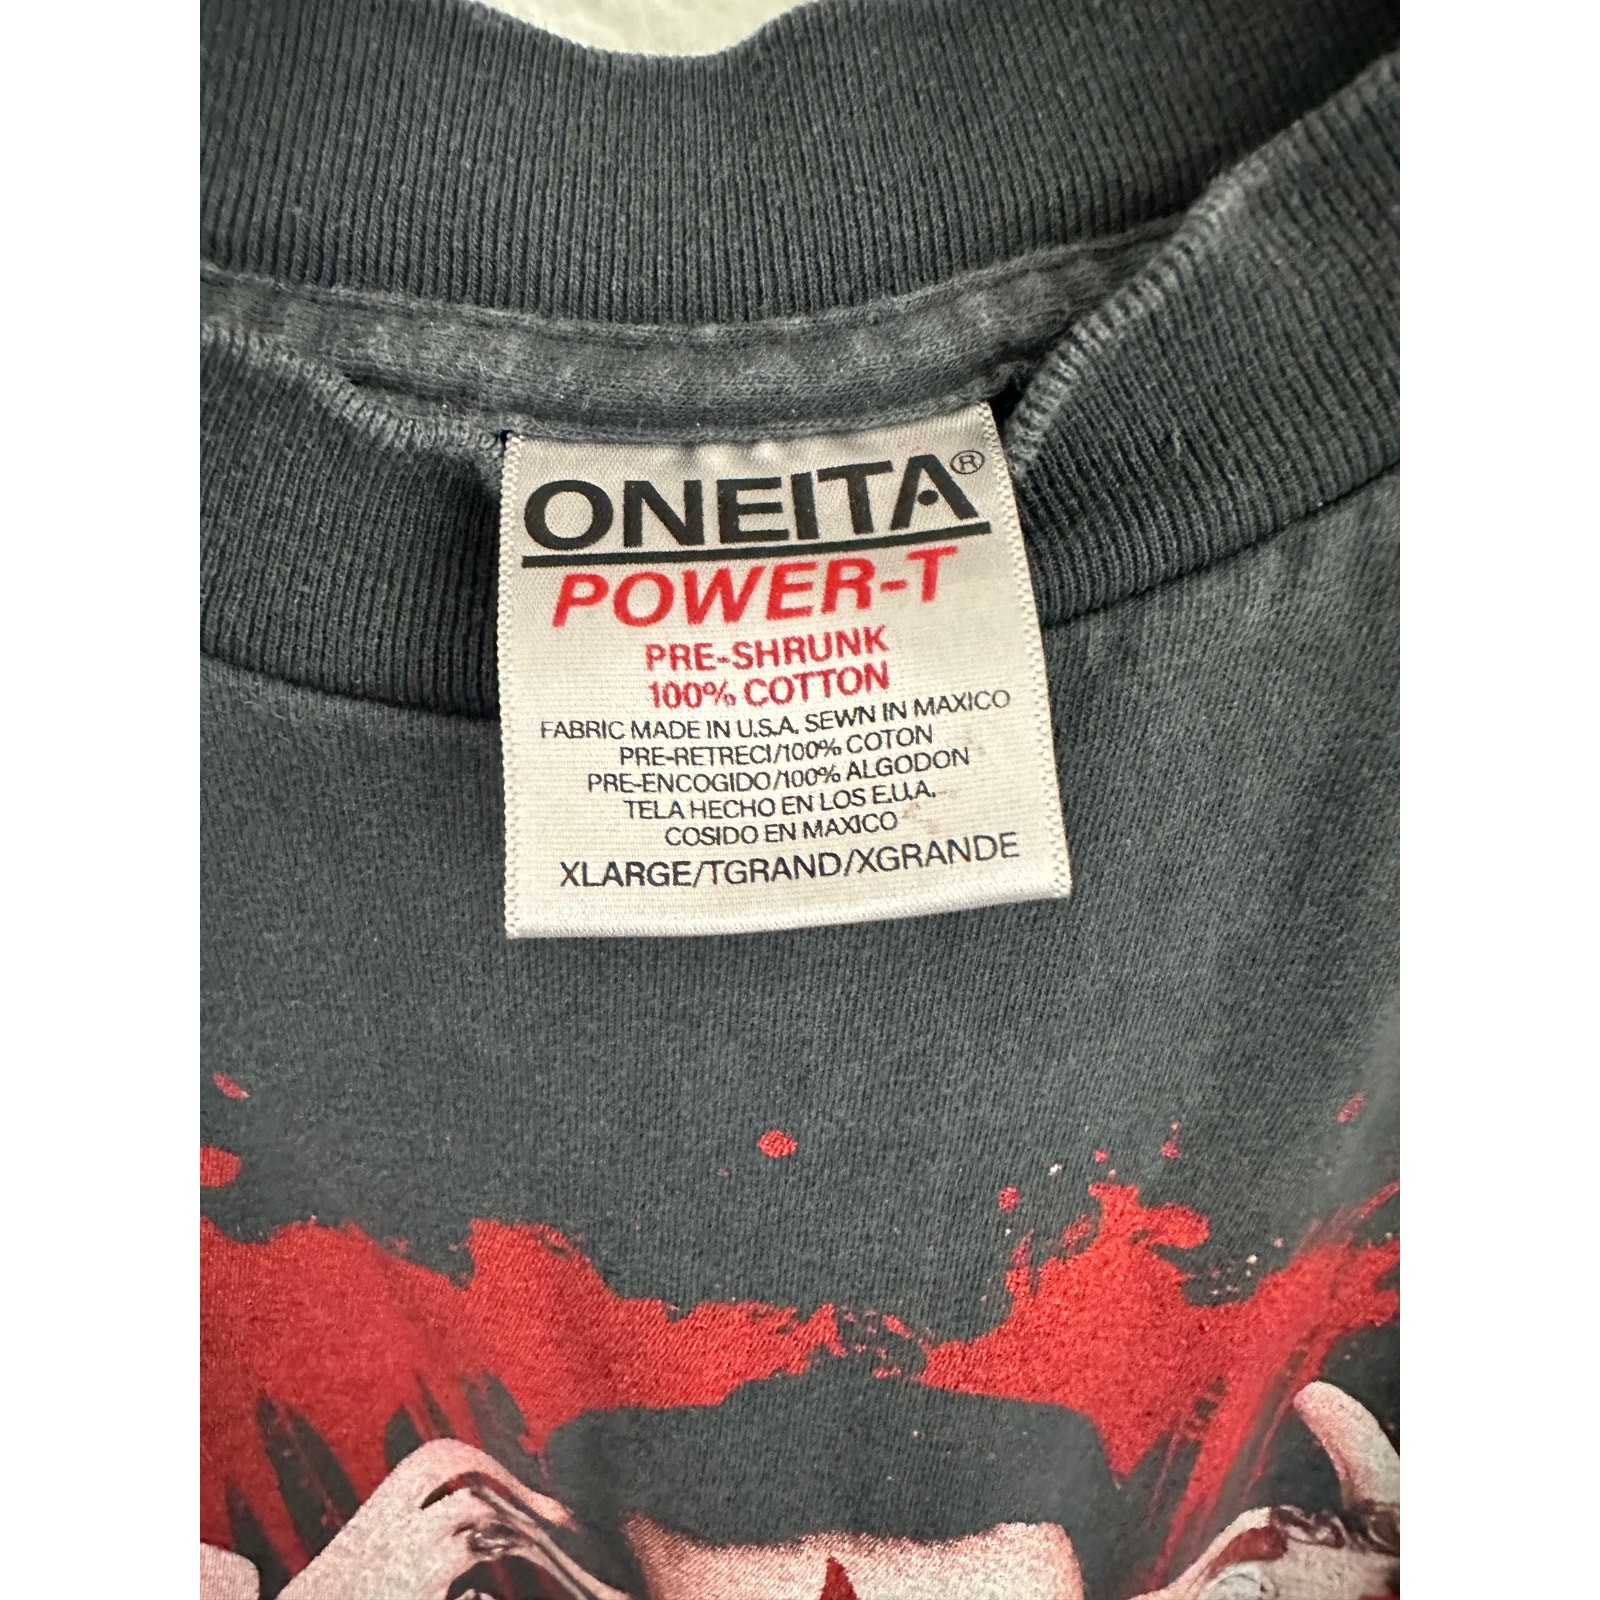 ONEITA®
POWER-T
PRE-SHRUNK
100% COTTON
FABRIC MADE IN U.S.A. SEWN IN MAXICO
PRE-RETRECI/100% COTON
PRE-ENCOGIDO/100% ALGODON
TELA HECHO EN LOS E.U.A.
COSIDO EN MAXICO
XLARGE/TGRAND/XGRANDE